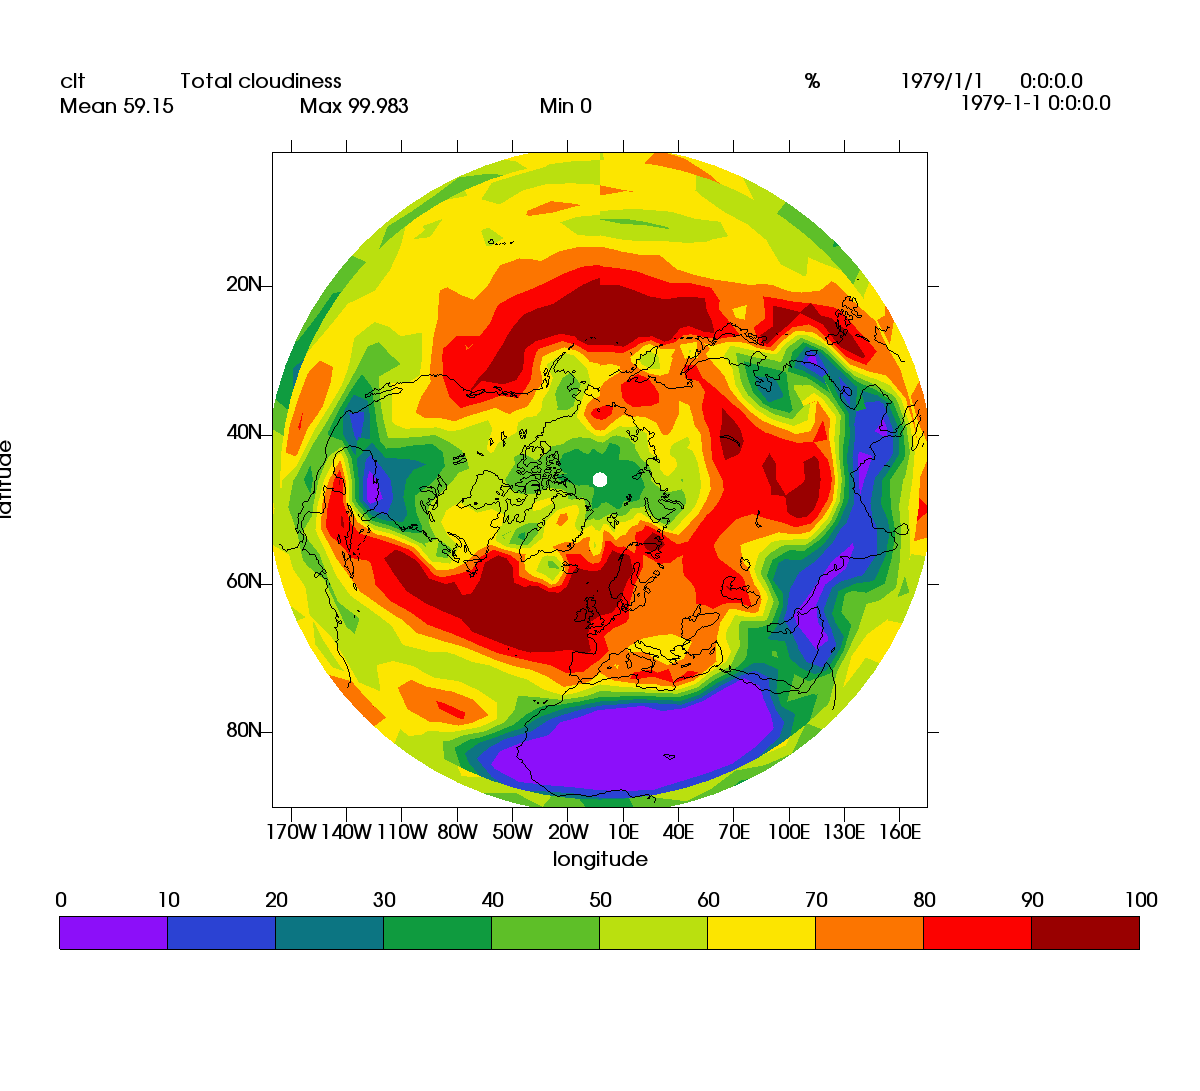 clt Total cloudiness % 1979/1/1 0:0:0.0
Mean 59.15 Max 99.983 Min 0 1979-1-1 0:0:0.0
20N
40N
latitude
60N
80N
170W 140W 110W 80W 50W 20W 10E 40E 70E 100E 130E 160E
longitude
0 10 20 30 40 50 60 70 80 90 100